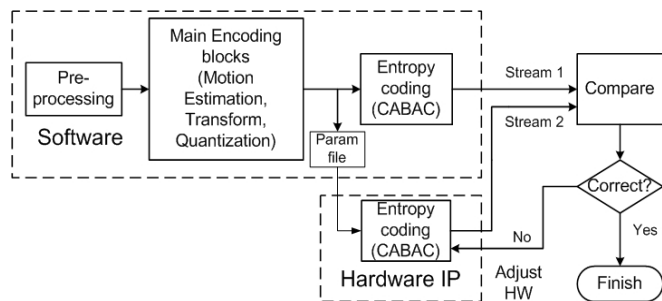 Pre-
processing
Main Encoding
blocks
(Motion
Estimation,
Transform,
Quantization)
Entropy
coding
(CABAC)
Stream 1
Compare
Software
Param
file
Stream 2
Correct?
Entropy
coding
(CABAC)
No
Yes
Hardware IP
Adjust
HW
Finish